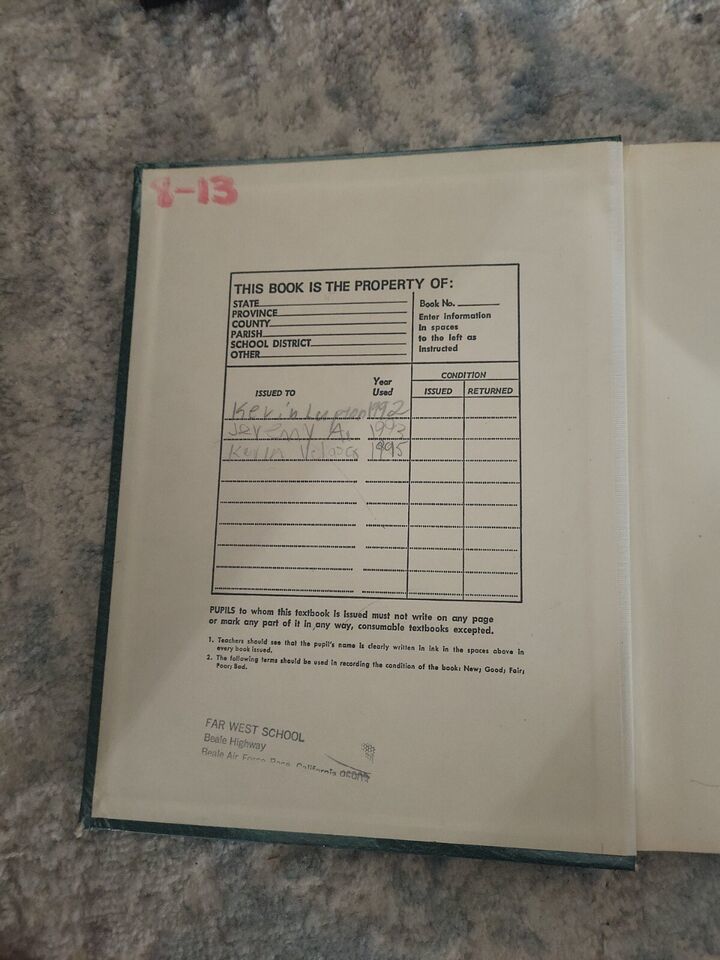 8-13
THIS BOOK IS THE PROPERTY OF:
STATE
PROVINCE
COUNTY
PARISH
SCHOOL DISTRICT
OTHER
Book No.
Enter information
in spaces
to the left as
instructed
ISSUED TO
Year
Used
CONDITION
ISSUED
RETURNED
Kevin 1992
Jeremy A. 1993
1995
PUPILS to whom this textbook is issued must not write on any page
or mark any part of it in any way, consumable textbooks excepted.
1. Teachers should see that the pupil's name is clearly written in ink in the spaces above in
every book issued.
2. The following terms should be used in recording the condition of the book: New; Good; Fair;
Poor; Bad.
FAR WEST SCHOOL
Beale Highway
Beale Air Force Base, California